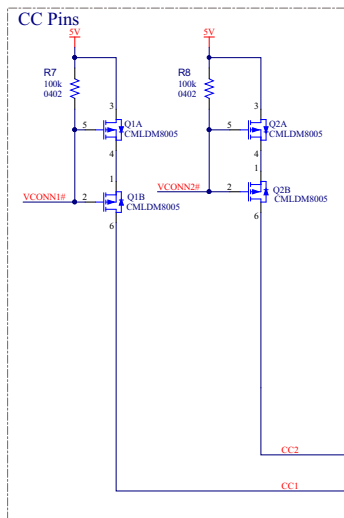 CC Pins
5V
5V
R7
100k
0402
R8
100k
0402
3
3
5
Q1A
CMLDM8005
5
Q2A
CMLDM8005
4
4
1
1
VCONN1#
2
Q1B
CMLDM8005
VCONN2#
2
Q2B
CMLDM8005
6
6
CC2
CC1